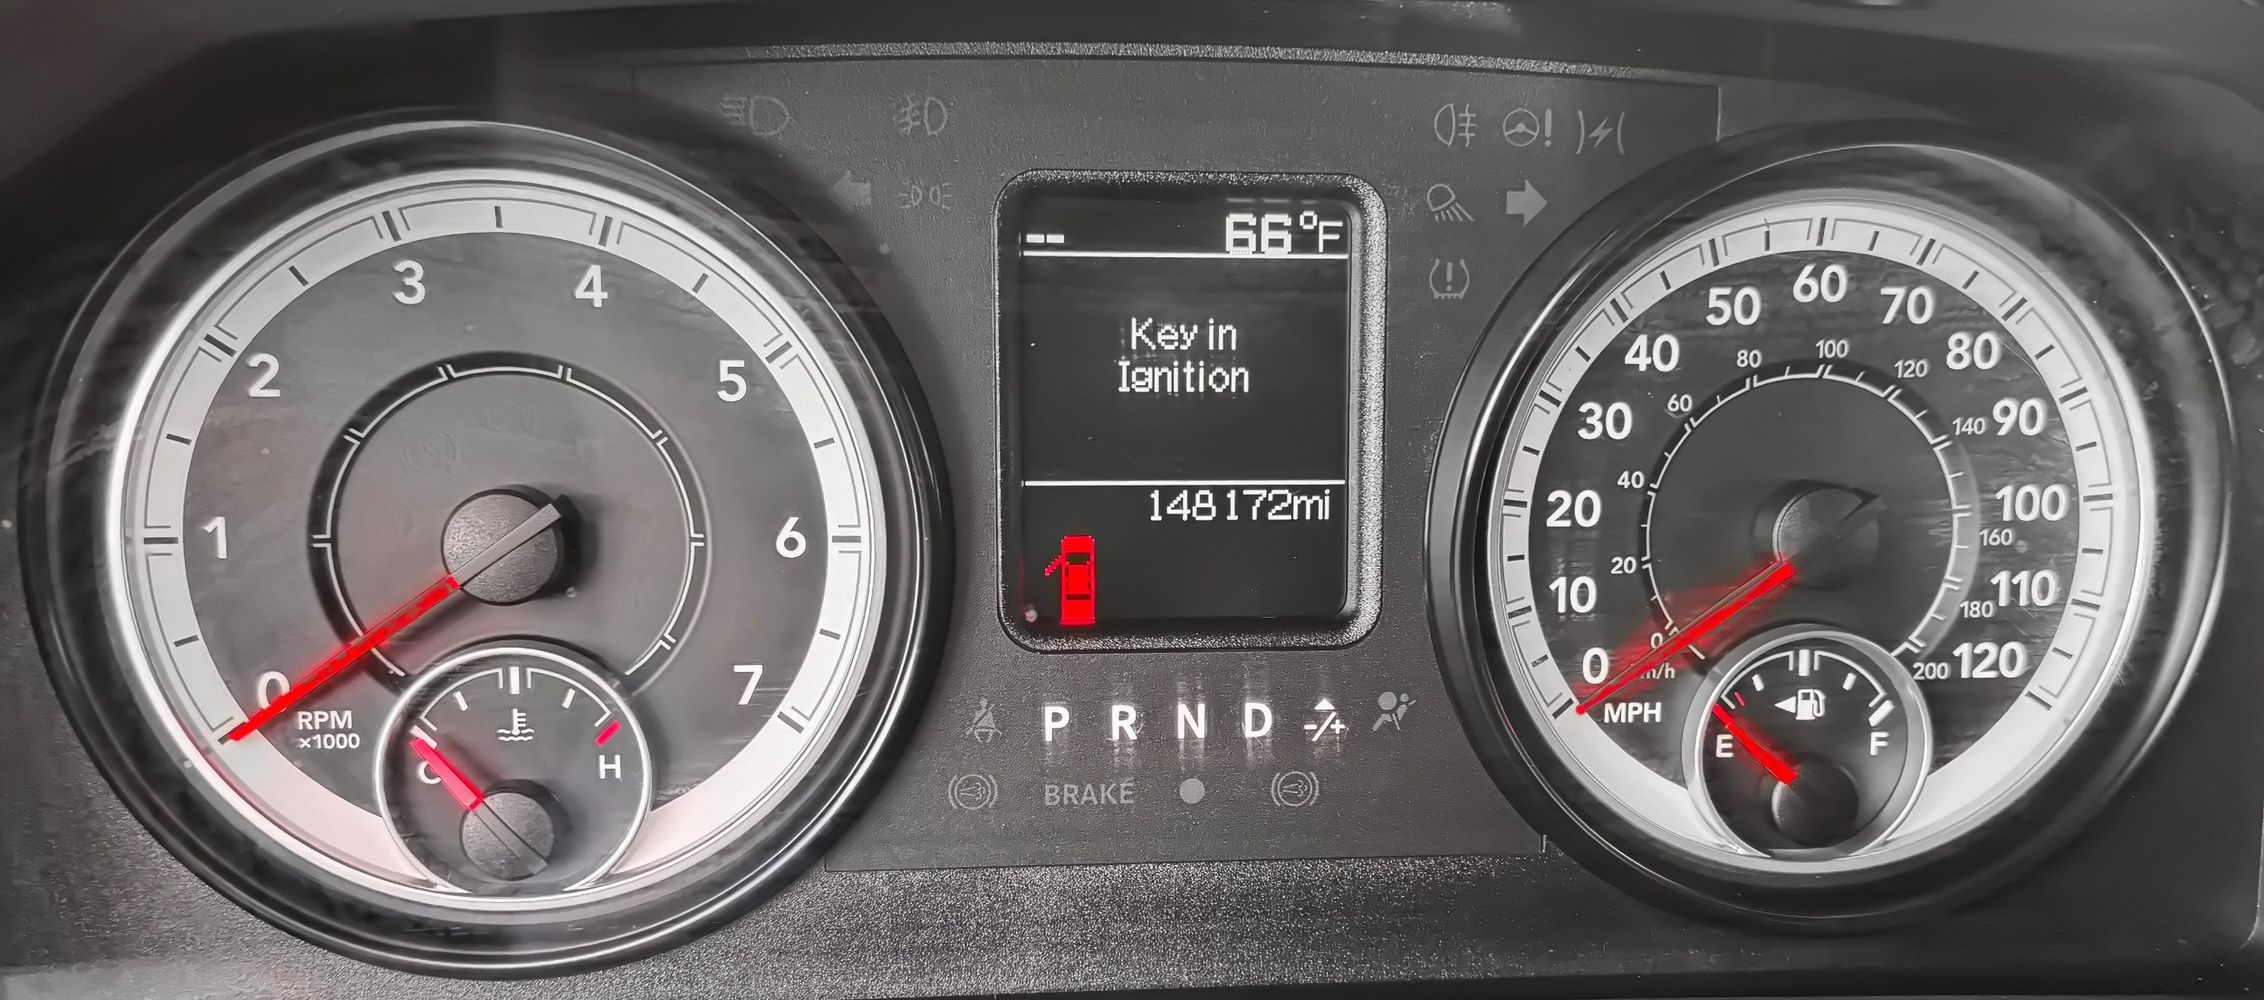 3 4
2 5
1 6
0 7
RPM
×1000
C H
-- 66°F
Key in
Ignition
148172mi
P R N D -/+
BRAKE
60
50 70
40 80
30 90
20 100
10 110
0 120
MPH
100
80 120
60 140
40 160
20 180
0 200
E F